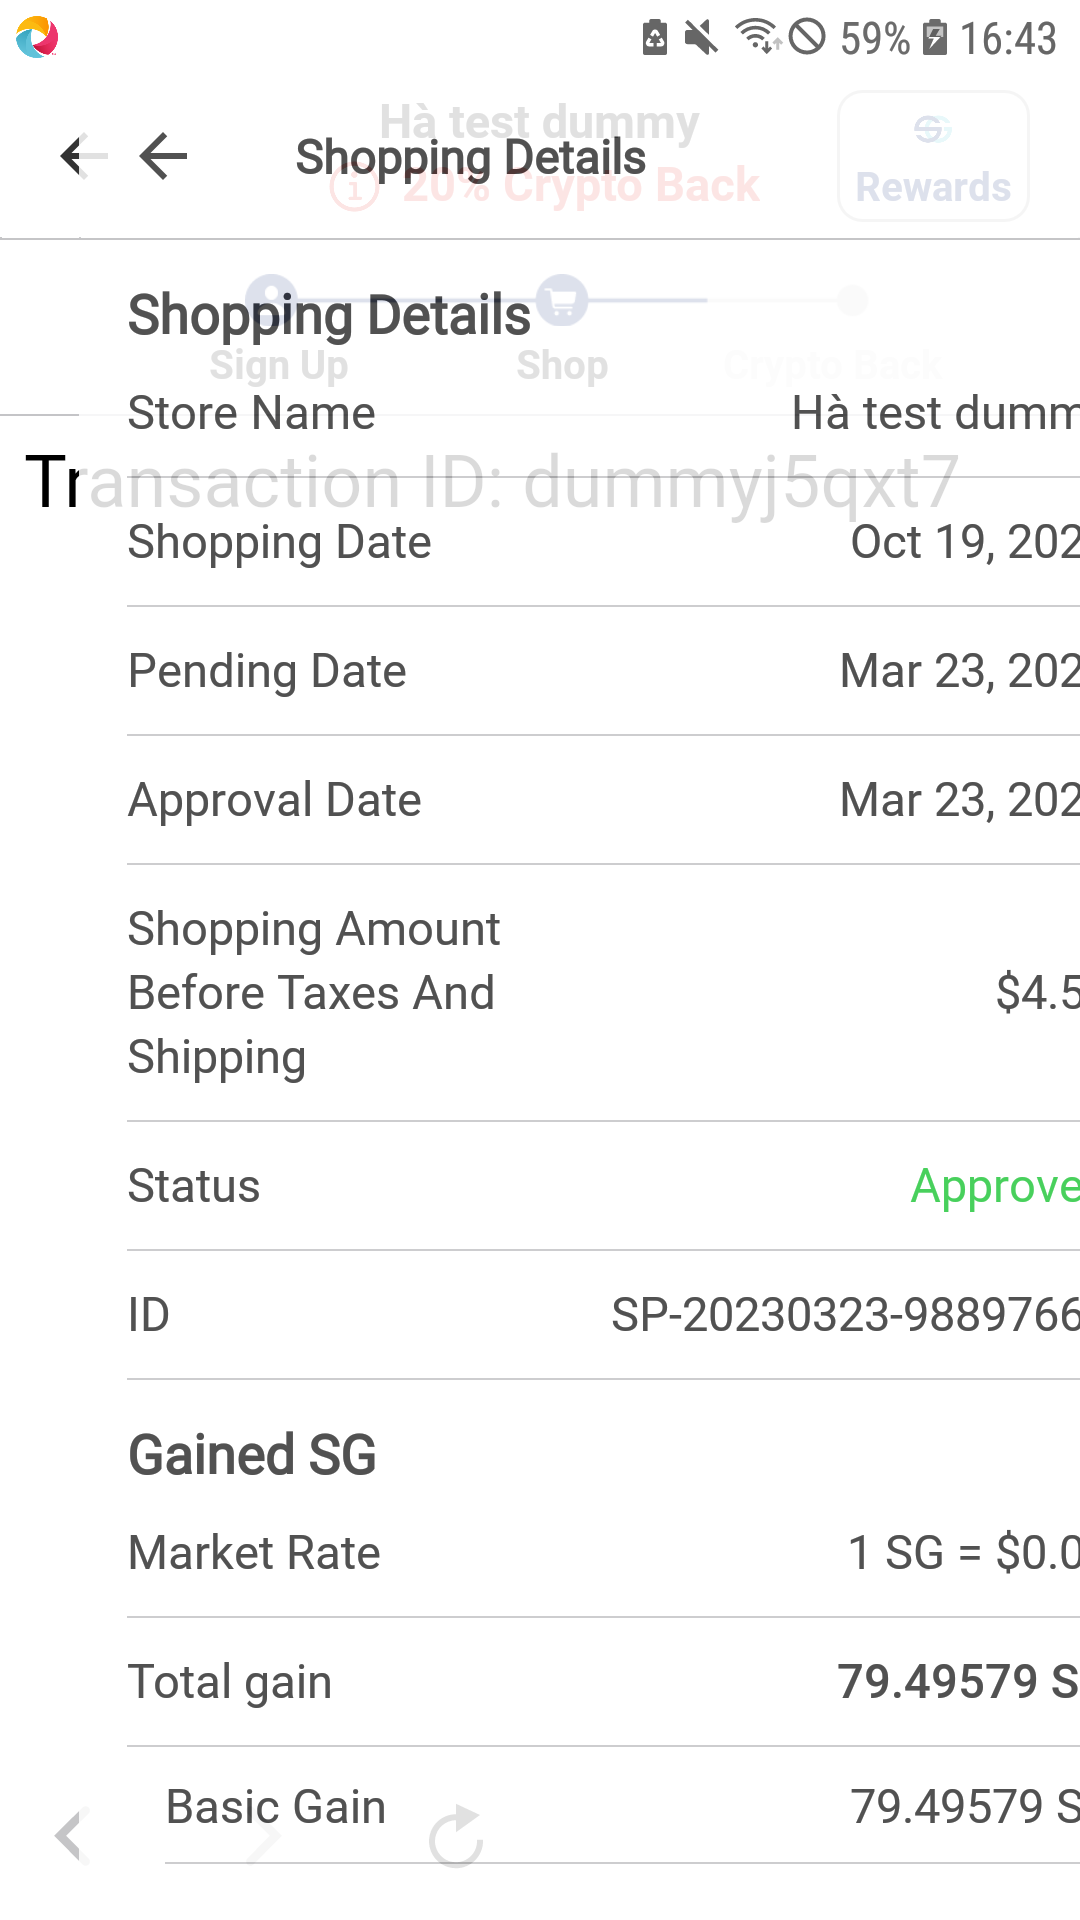 59% 16:43
Hà test dummy
Shopping Details
20% Crypto Back
Rewards
Shopping Details
Sign Up Shop Crypto Back
Store Name Hà test dumm
Transaction ID: dummyj5qxt7
Shopping Date Oct 19, 202
Pending Date Mar 23, 202
Approval Date Mar 23, 202
Shopping Amount
Before Taxes And
Shipping
$4.5
Status Approve
ID SP-20230323-9889766
Gained SG
Market Rate 1 SG = $0.0
Total gain 79.49579 S
Basic Gain 79.49579 S